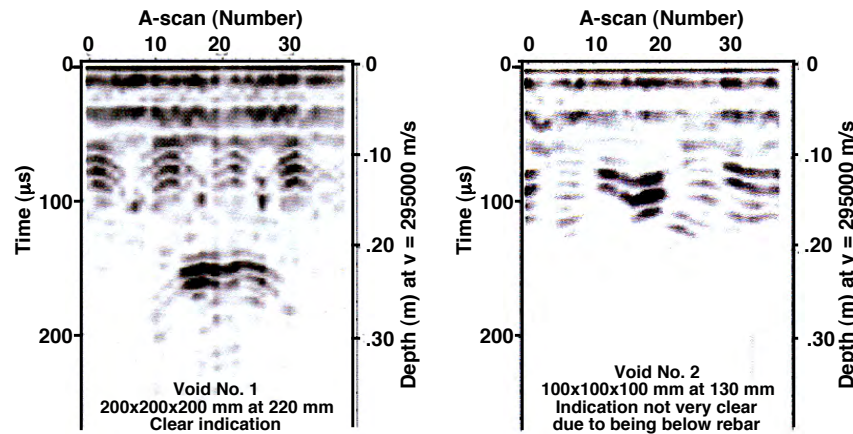 A-scan (Number)
0 10 20 30
0
100
200
Time (μs)
0
.10
.20
.30
Depth (m) at v = 295000 m/s
Void No. 1
200x200x200 mm at 220 mm
Clear indication
A-scan (Number)
0 10 20 30
0
100
200
Time (μs)
0
.10
.20
.30
Depth (m) at v = 295000 m/s
Void No. 2
100x100x100 mm at 130 mm
Indication not very clear
due to being below rebar